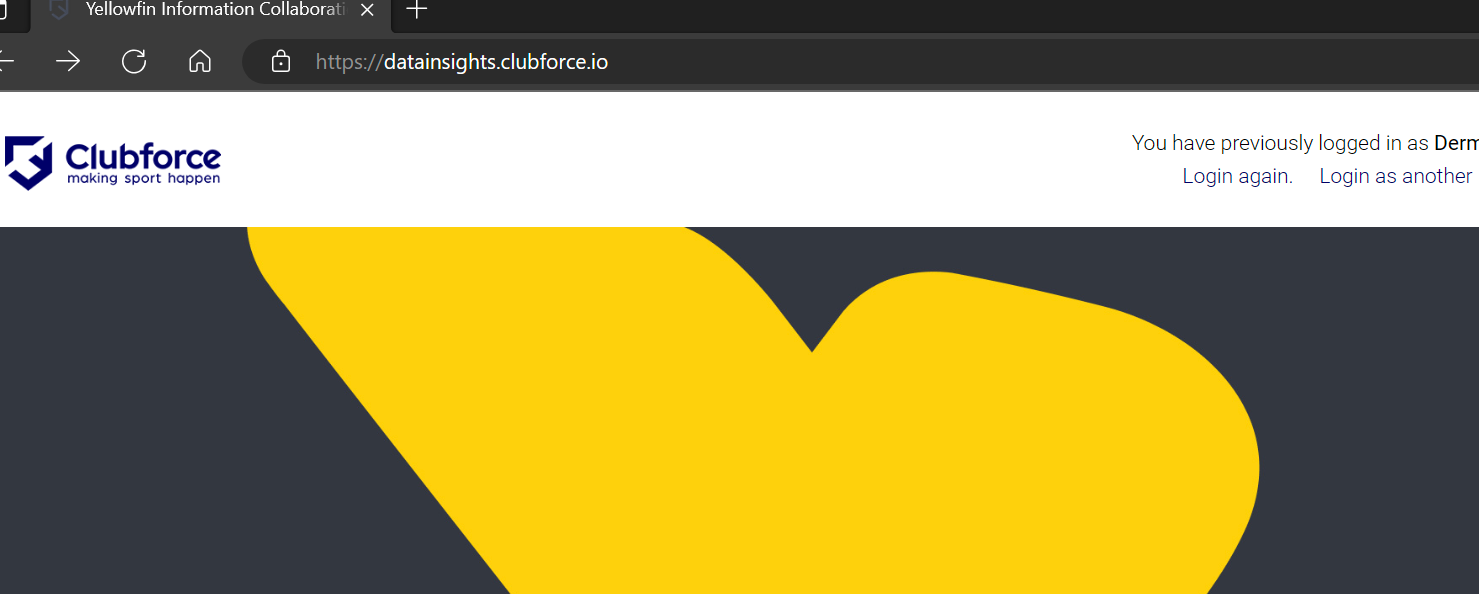 Yellowfin Information Collaborati
https://datainsights.clubforce.io
Clubforce
making sport happen
You have previously logged in as Derm
Login again. Login as another